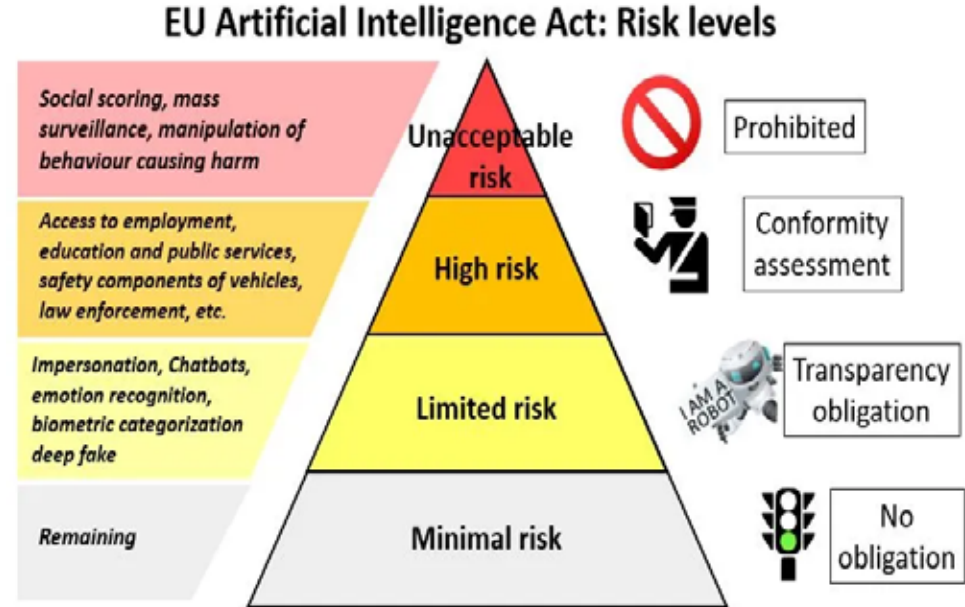 EU Artificial Intelligence Act: Risk levels
Social scoring, mass
surveillance, manipulation of
behaviour causing harm
Unacceptable
risk
Prohibited
Access to employment,
education and public services,
safety components of vehicles,
law enforcement, etc.
High risk
Conformity
assessment
Impersonation, Chatbots,
emotion recognition,
biometric categorization
deep fake
Limited risk
I AM A
ROBOT
Transparency
obligation
Remaining
Minimal risk
No
obligation